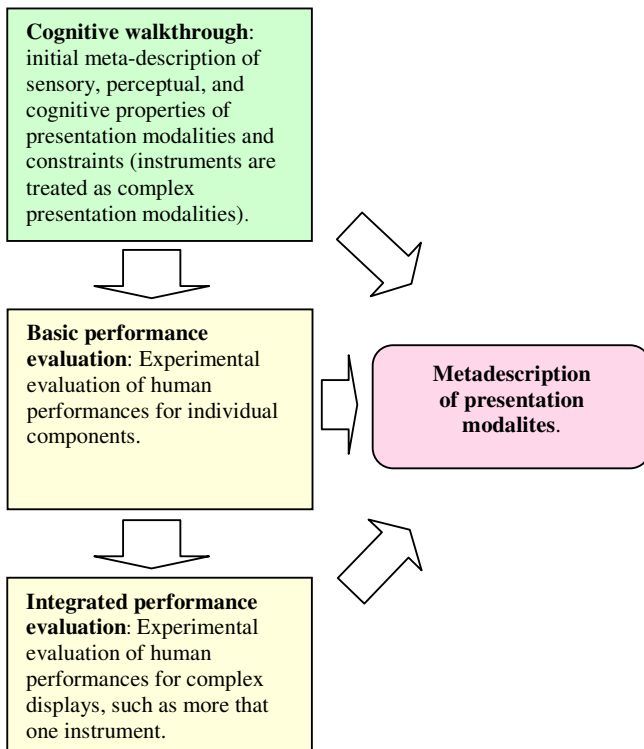 Cognitive walkthrough:
initial meta-description of
sensory, perceptual, and
cognitive properties of
presentation modalities and
constraints (instruments are
treated as complex
presentation modalities).
Basic performance
evaluation: Experimental
evaluation of human
performances for individual
components.
Metadescription
of presentation
modalites.
Integrated performance
evaluation: Experimental
evaluation of human
performances for complex
displays, such as more that
one instrument.